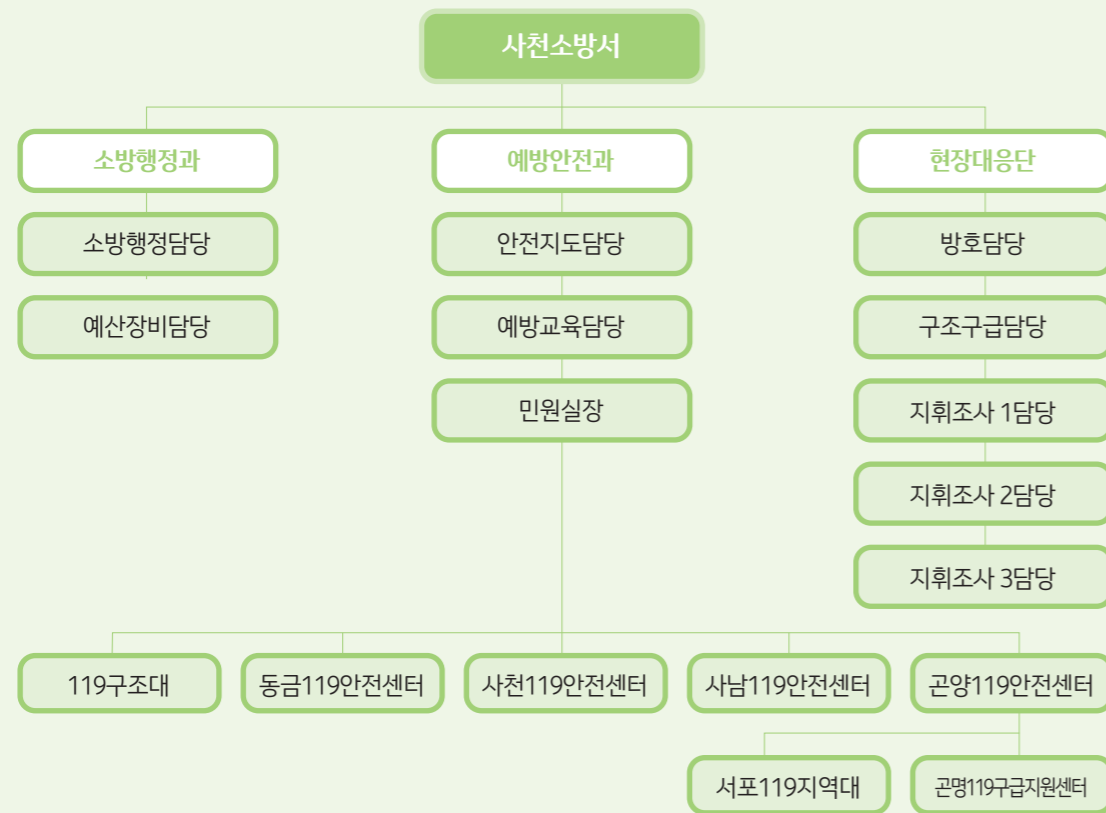 사천소방서
소방행정과
예방안전과
현장대응단
소방행정담당
안전지도담당
방호담당
예산장비담당
예방교육담당
구조구급담당
민원실장
지휘조사 1담당
지휘조사 2담당
지휘조사 3담당
119구조대
동금119안전센터
사천119안전센터
사남119안전센터
곤양119안전센터
서포119지역대
곤명119구급지원센터